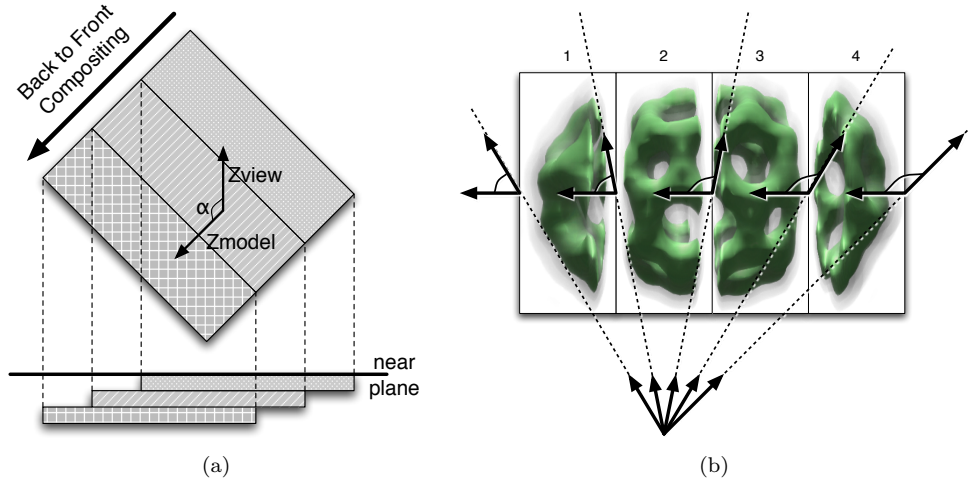 Back to Front
Compositing
Zview
α
Zmodel
near
plane
(a)
1 2 3 4
(b)